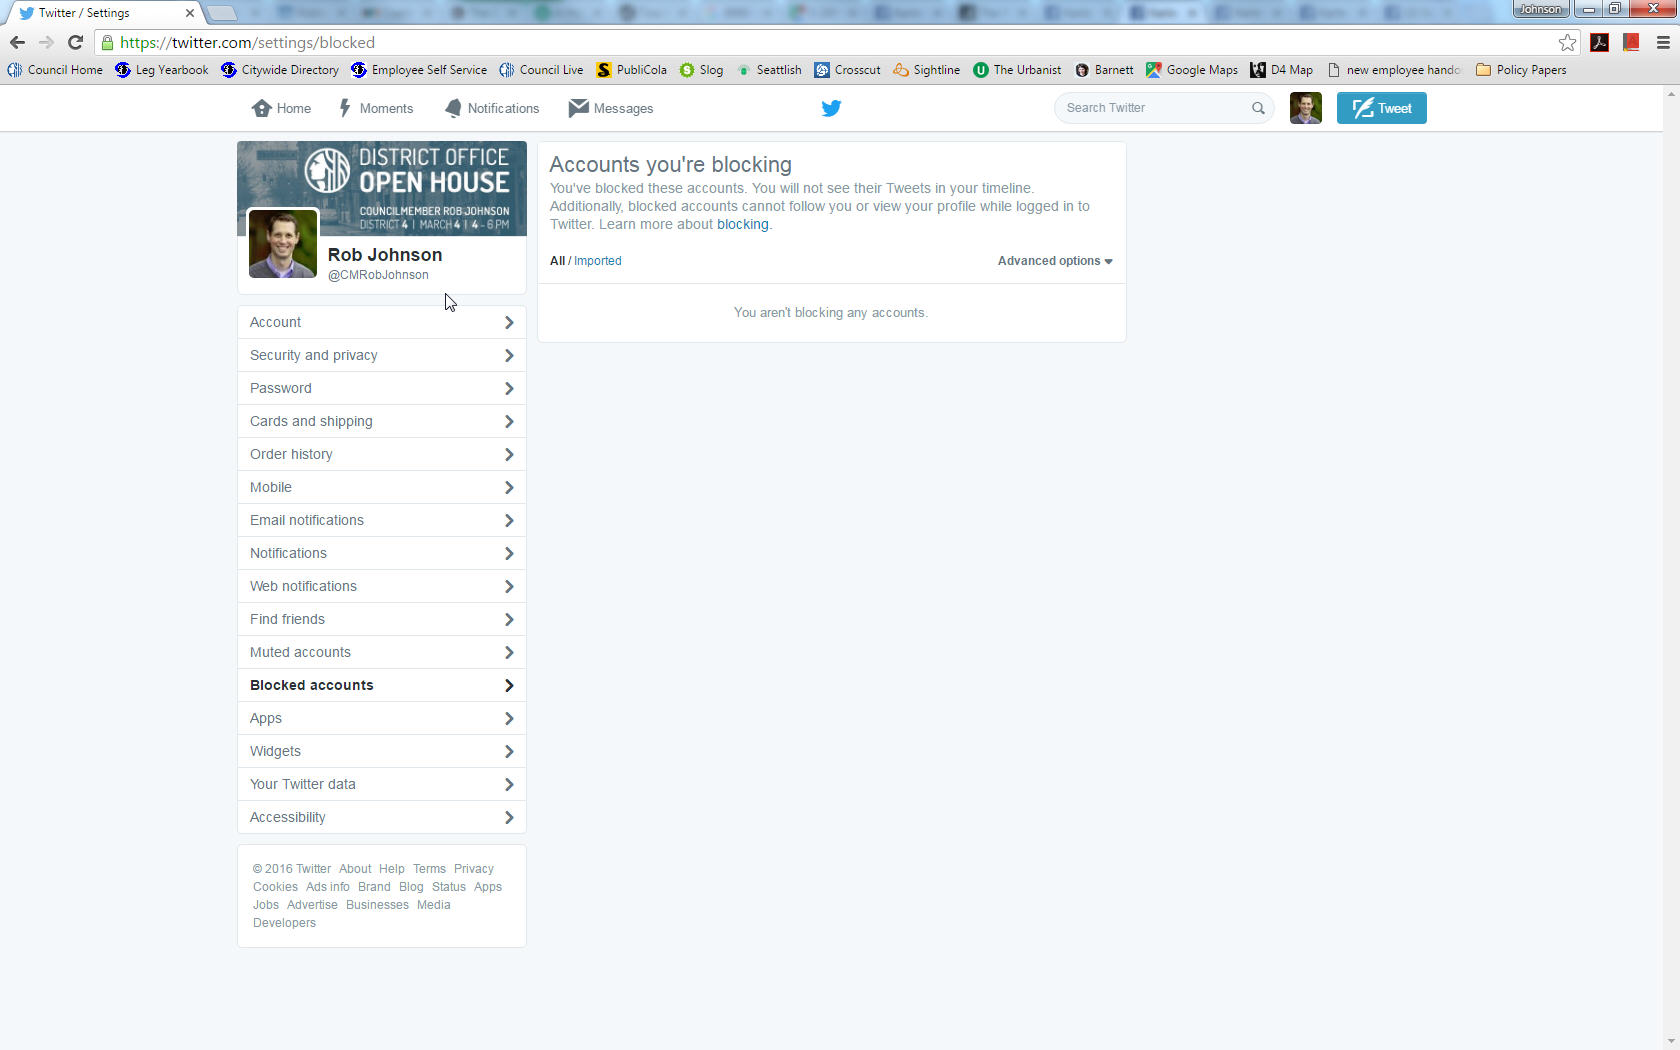 Twitter / Settings
Johnson
https://twitter.com/settings/blocked
Council Home Leg Yearbook Citywide Directory Employee Self Service Council Live PubliCola Slog Seattlish Crosscut Sightline The Urbanist Barnett Google Maps D4 Map new employee hando Policy Papers
Home Moments Notifications Messages Search Twitter Tweet
DISTRICT OFFICE
OPEN HOUSE
COUNCILMEMBER ROB JOHNSON
DISTRICT 4 | MARCH 4 | 4 - 6 PM
Rob Johnson
@CMRobJohnson
Account
Security and privacy
Password
Cards and shipping
Order history
Mobile
Email notifications
Notifications
Web notifications
Find friends
Muted accounts
Blocked accounts
Apps
Widgets
Your Twitter data
Accessibility
© 2016 Twitter About Help Terms Privacy
Cookies Ads info Brand Blog Status Apps
Jobs Advertise Businesses Media
Developers
Accounts you're blocking
You've blocked these accounts. You will not see their Tweets in your timeline.
Additionally, blocked accounts cannot follow you or view your profile while logged in to
Twitter. Learn more about blocking.
All / Imported Advanced options
You aren't blocking any accounts.